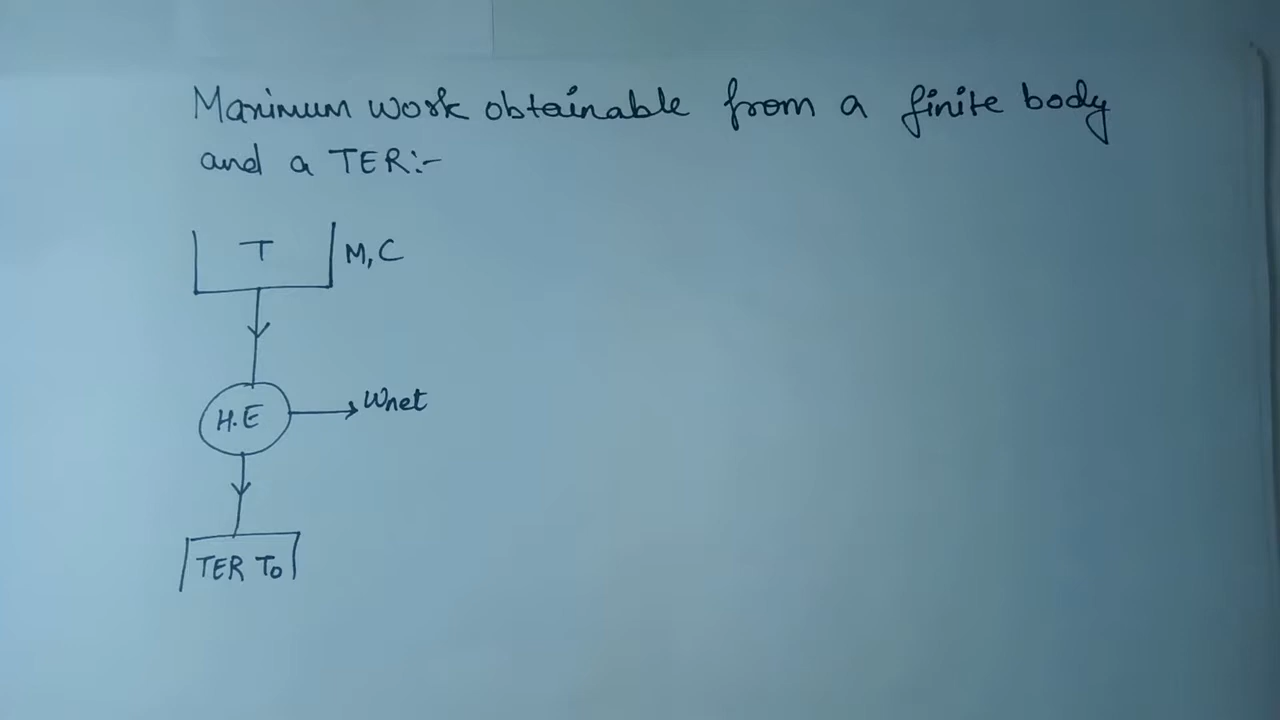 Maximum work obtainable from a finite body
and a TER:-
T
M, C
H.E
Wnet
TER To